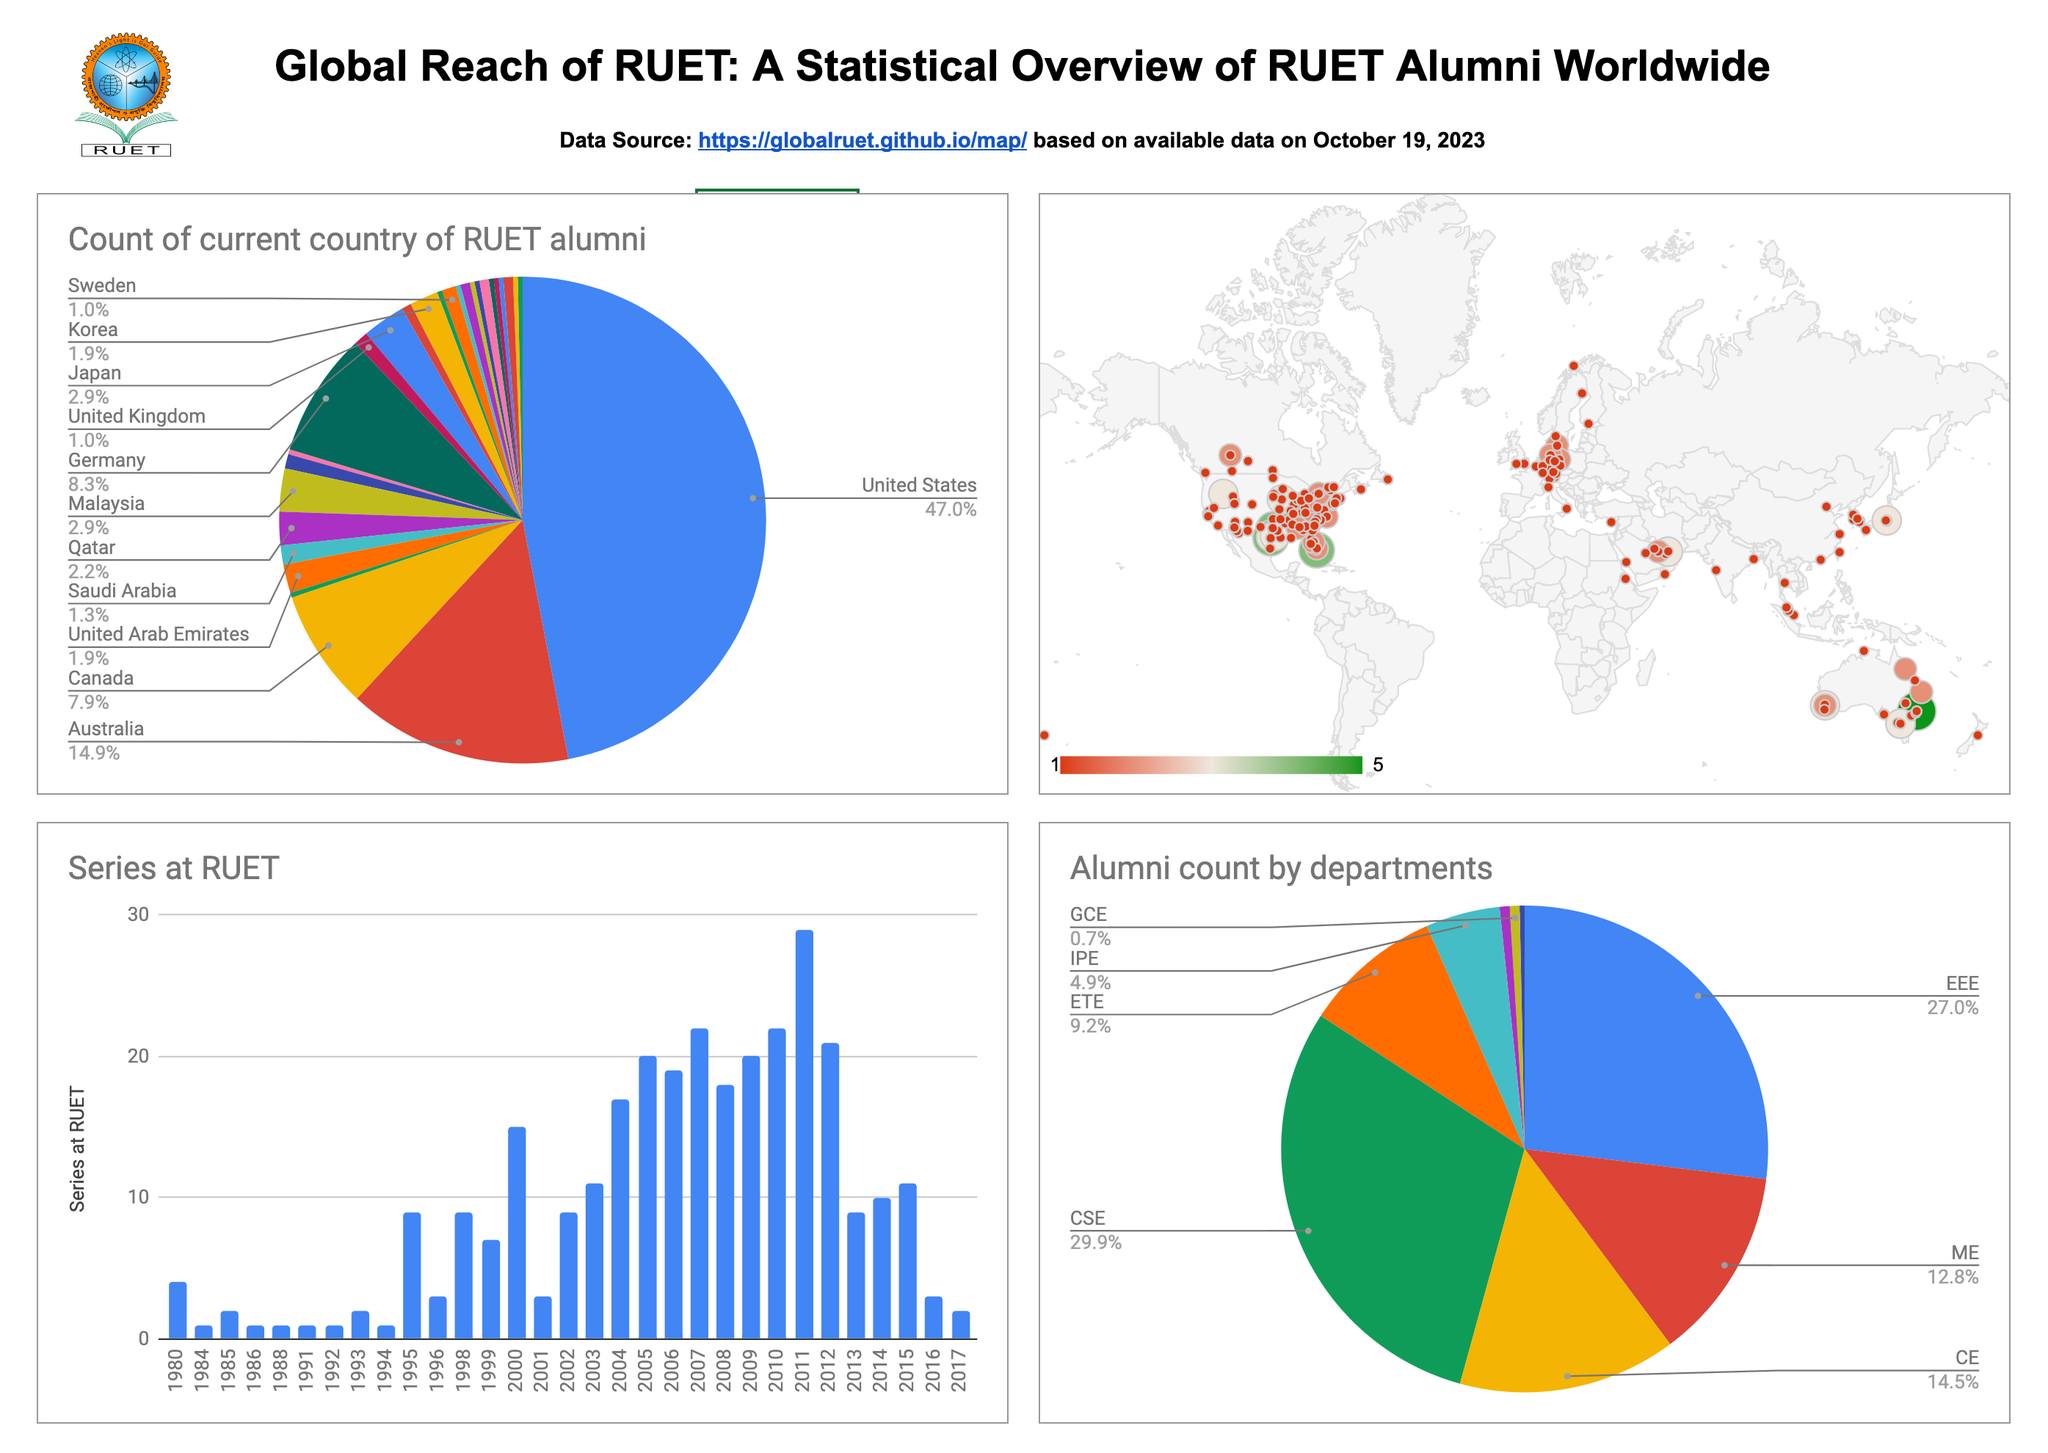 Global Reach of RUET: A Statistical Overview of RUET Alumni Worldwide
RUET
Data Source: https://globalruet.github.io/map/ based on available data on October 19, 2023
Count of current country of RUET alumni
Sweden
1.0%
Korea
1.9%
Japan
2.9%
United Kingdom
1.0%
Germany
8.3%
Malaysia
2.9%
Qatar
2.2%
Saudi Arabia
1.3%
United Arab Emirates
1.9%
Canada
7.9%
Australia
14.9%
United States
47.0%
1
5
Series at RUET
30
20
10
0
Series at RUET
1980
1984
1985
1986
1988
1991
1992
1993
1994
1995
1996
1998
1999
2000
2001
2002
2003
2004
2005
2006
2007
2008
2009
2010
2011
2012
2013
2014
2015
2016
2017
Alumni count by departments
GCE
0.7%
IPE
4.9%
ETE
9.2%
CSE
29.9%
EEE
27.0%
ME
12.8%
CE
14.5%